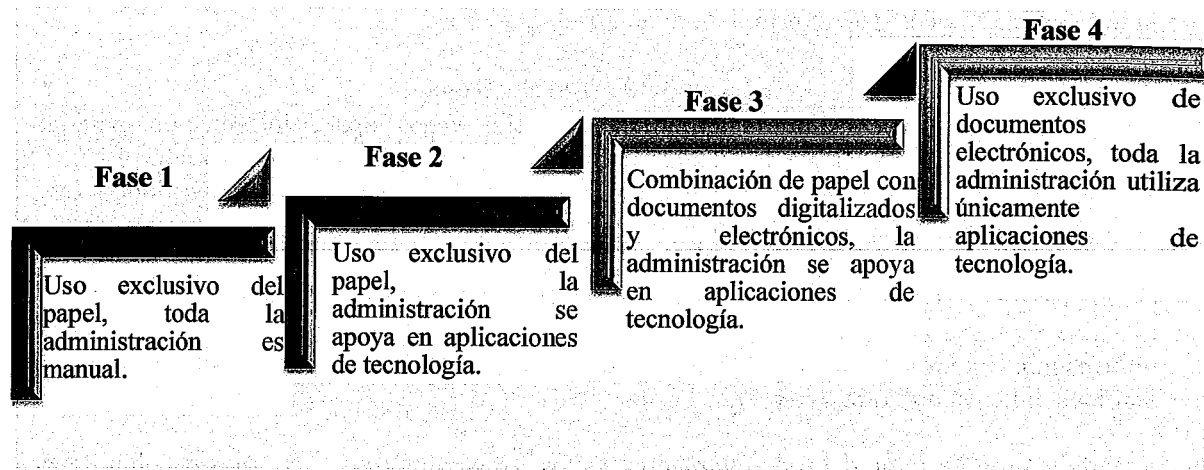 Fase 1
Uso exclusivo del
papel, toda la
administración es
manual.
Fase 2
Uso exclusivo del
papel, la
administración se
apoya en aplicaciones
de tecnología.
Fase 3
Combinación de papel con
documentos digitalizados
y electrónicos, la
administración se apoya
en aplicaciones de
tecnología.
Fase 4
Uso exclusivo de
documentos
electrónicos, toda la
administración utiliza
únicamente
aplicaciones de
tecnología.